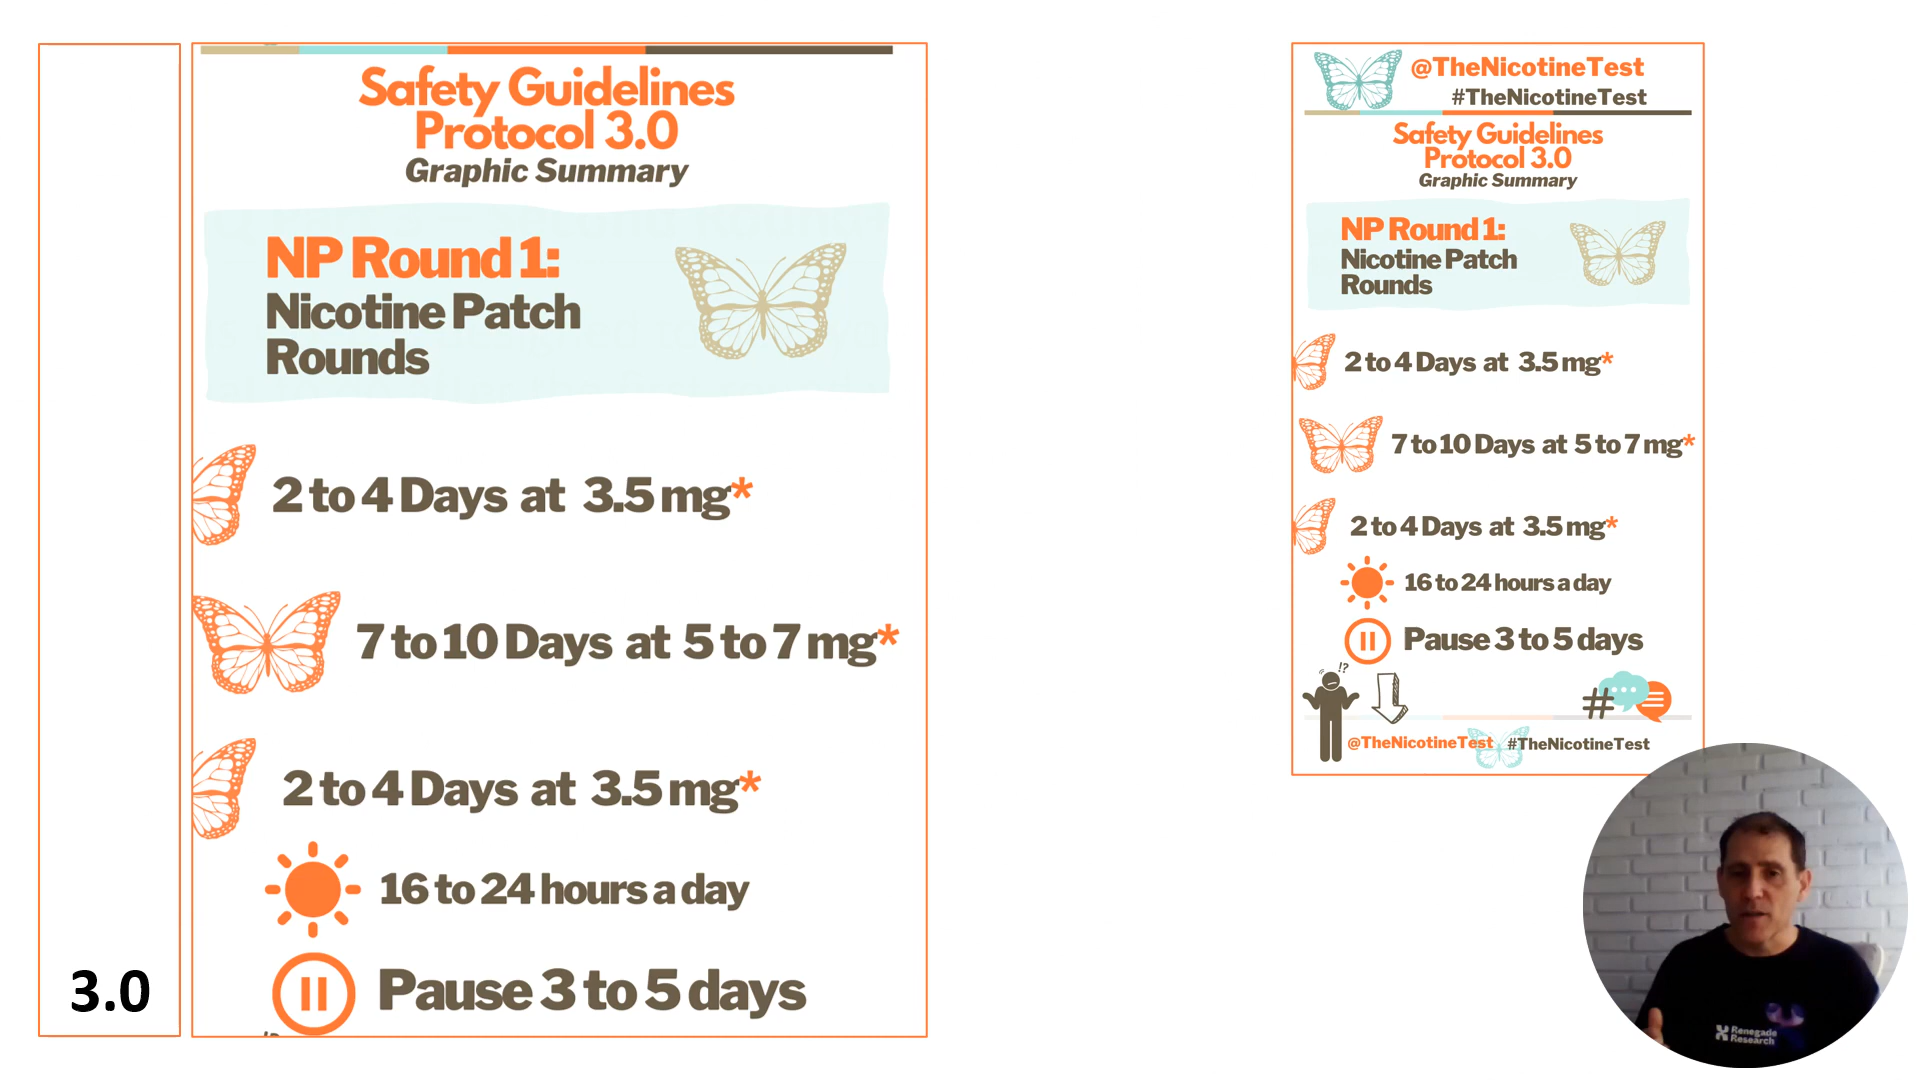 Safety Guidelines
Protocol 3.0
Graphic Summary
NP Round 1:
Nicotine Patch
Rounds
2 to 4 Days at 3.5 mg*
7 to 10 Days at 5 to 7 mg*
2 to 4 Days at 3.5 mg*
16 to 24 hours a day
Pause 3 to 5 days
3.0
@TheNicotineTest
#TheNicotineTest
Safety Guidelines
Protocol 3.0
Graphic Summary
NP Round 1:
Nicotine Patch
Rounds
2 to 4 Days at 3.5 mg*
7 to 10 Days at 5 to 7 mg*
2 to 4 Days at 3.5 mg*
16 to 24 hours a day
Pause 3 to 5 days
!?
#
@TheNicotineTest #TheNicotineTest
Renegade
Research